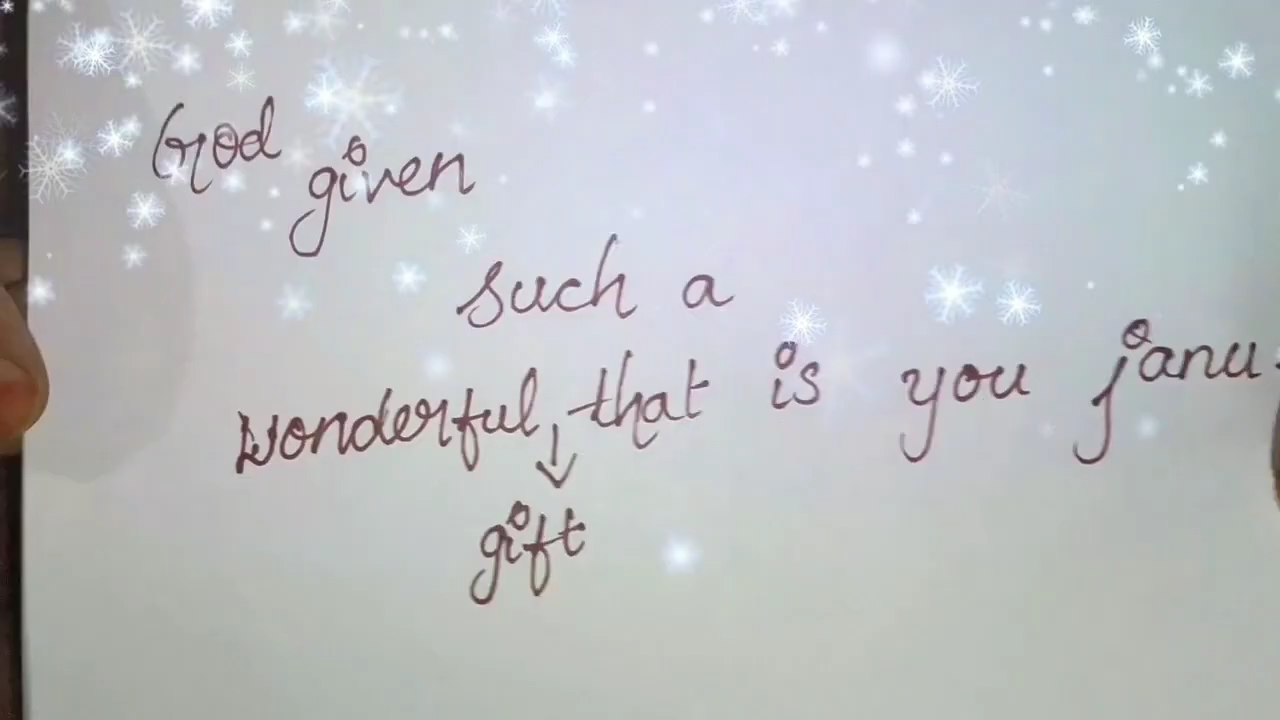 God
given
such a
wonderful, that is you janu.
↓
gift